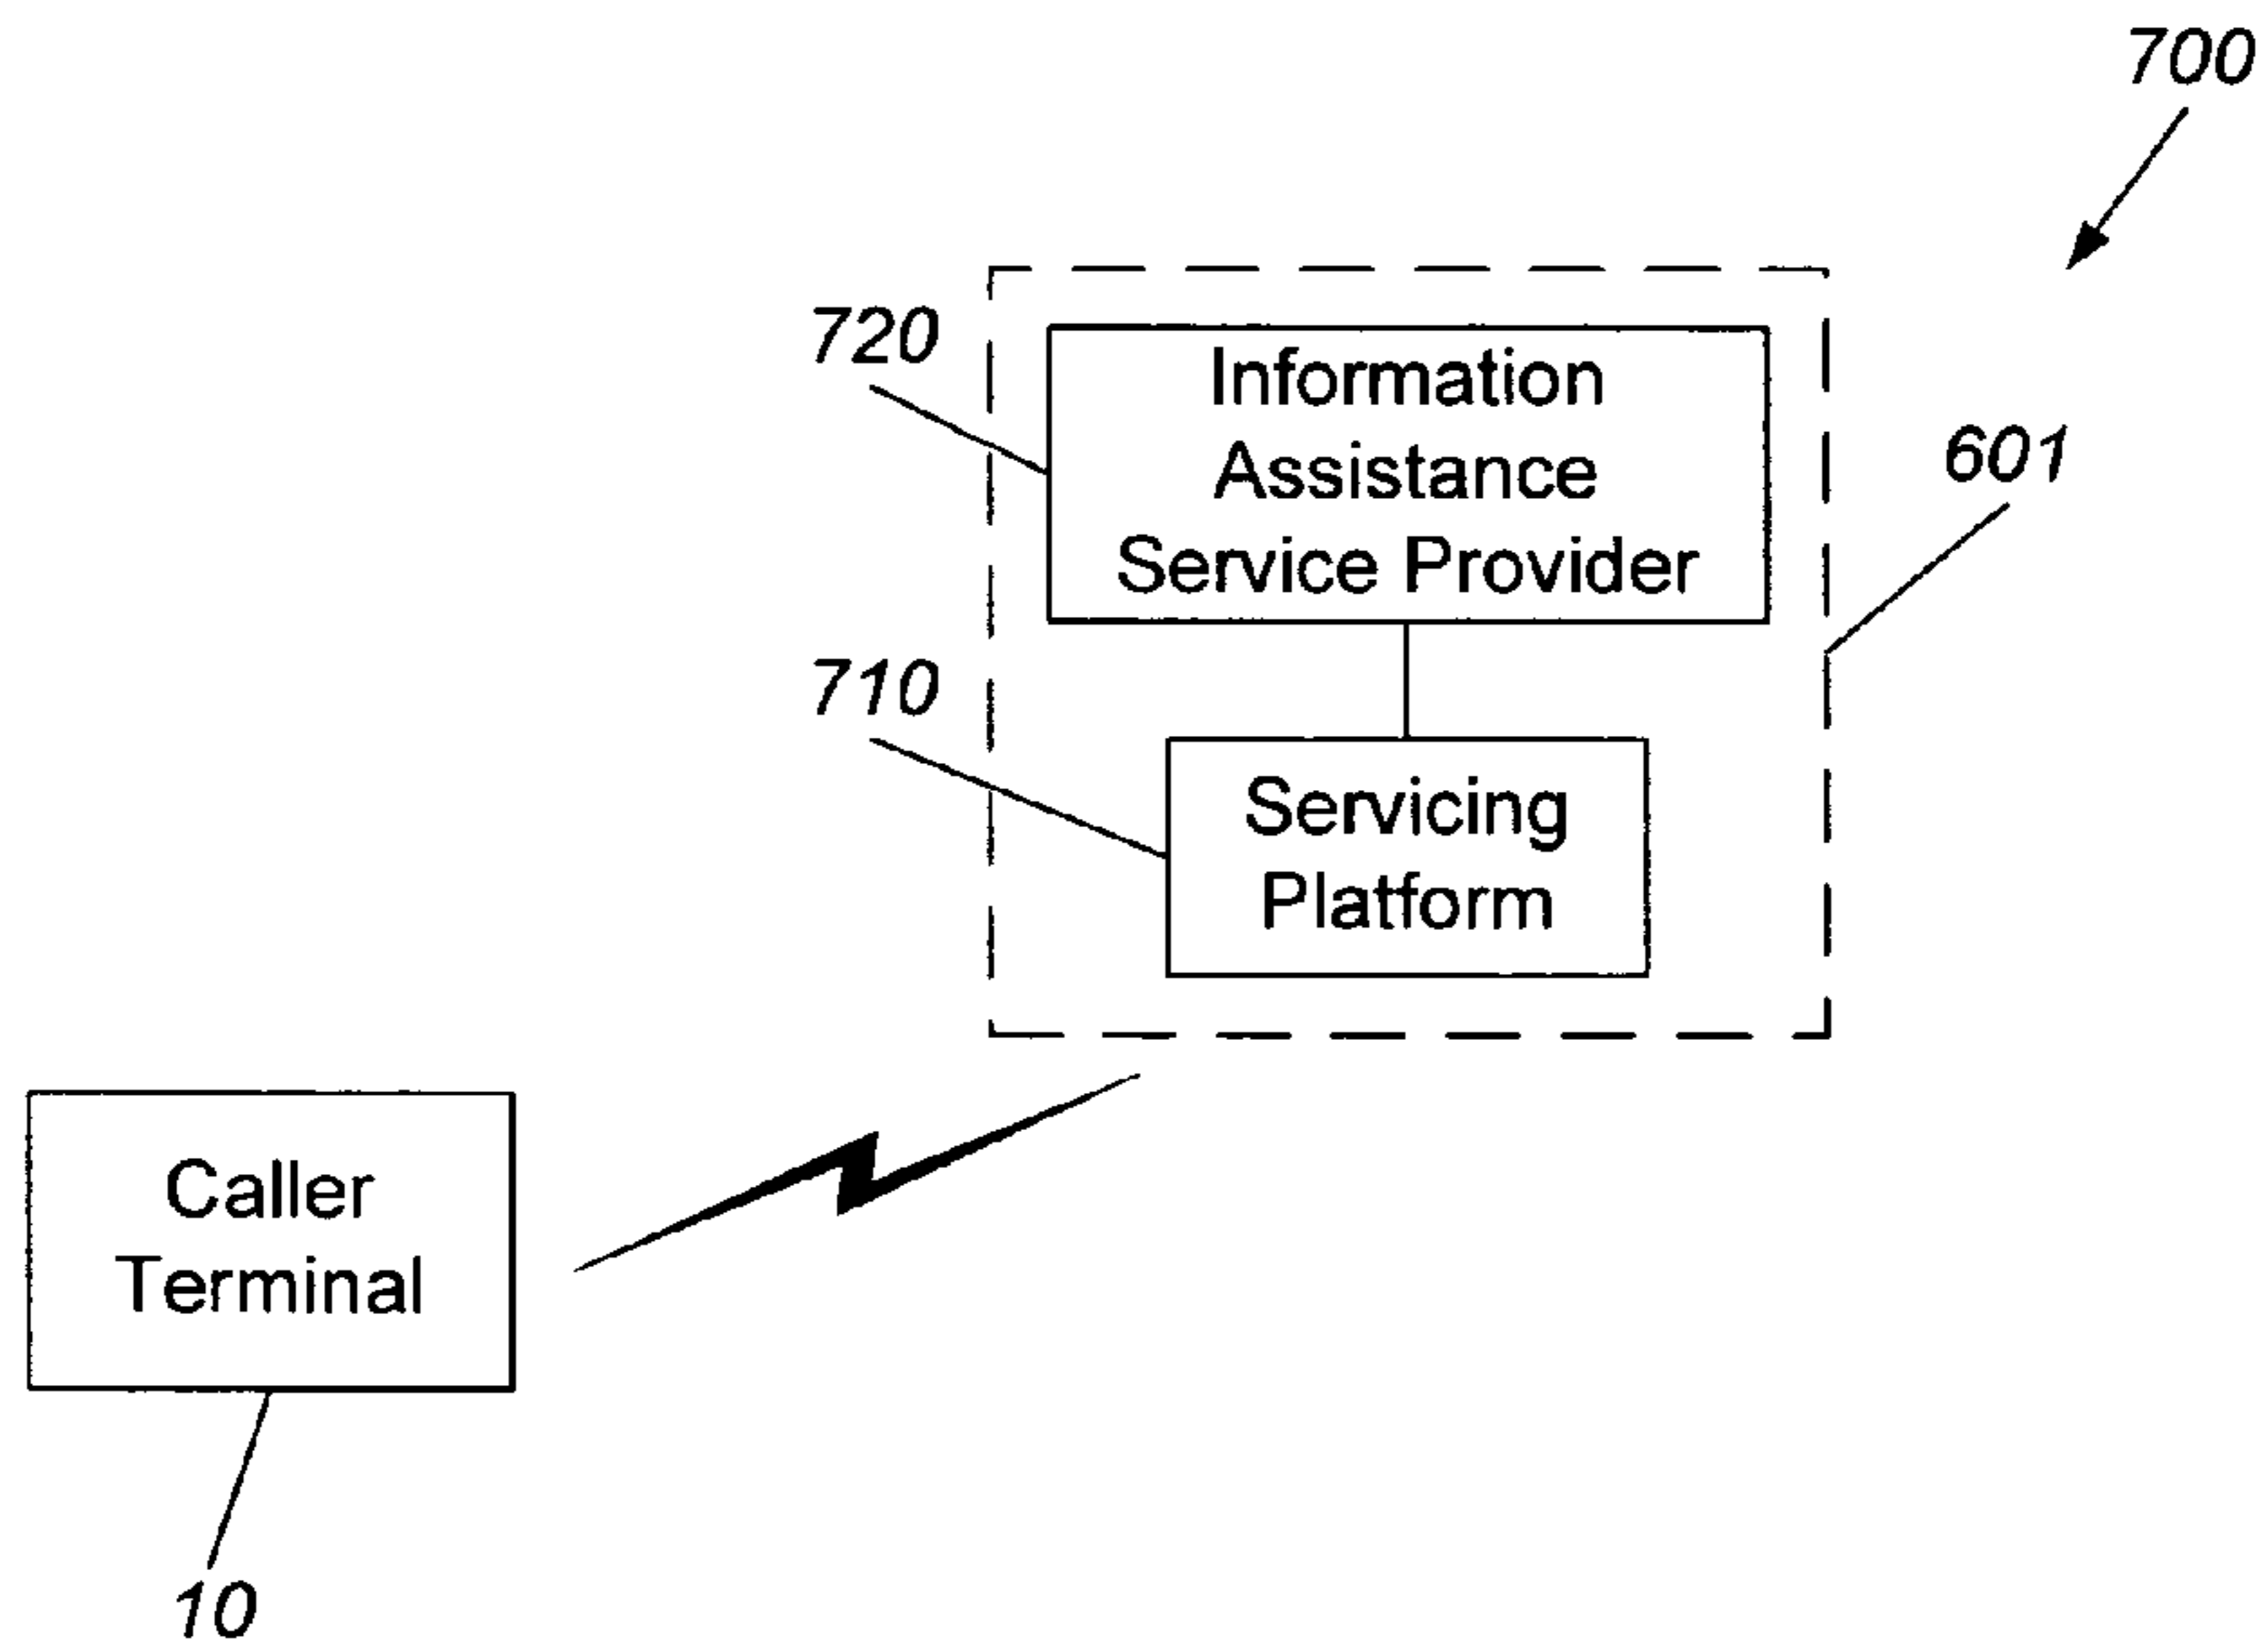 700
720
Information
Assistance
Service Provider
601
710
Servicing
Platform
Caller
Terminal
10